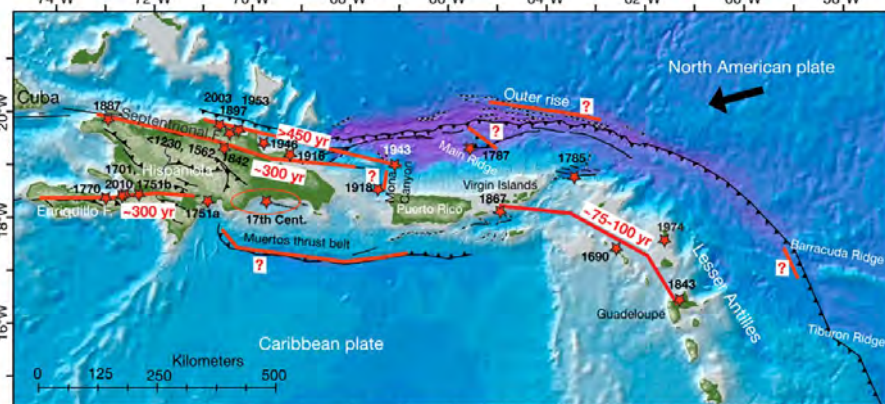 74 72 70 68 66 64 62 60 58
20°W
18°W
16°W
North American plate
Outer rise
?
Cuba
1887
2003
1953
1897
Septentrional F.
>450 yr
1946
1943
?
<1230, 1562
1842
1916
~300 yr
?
1918
Mona
Canyon
Main Ridge
1787
1785
Hispaniola
1701,
<1770
2010
1751b
Enriquillo F.
~300 yr
1751a
17th Cent.
Puerto Rico
Virgin Islands
1867
~75-100 yr
1974
1690
Muertos thrust belt
?
Lesser Antilles
Barracuda Ridge
?
1843
Guadeloupe
Tiburon Ridge
Caribbean plate
Kilometers
0 125 250 500